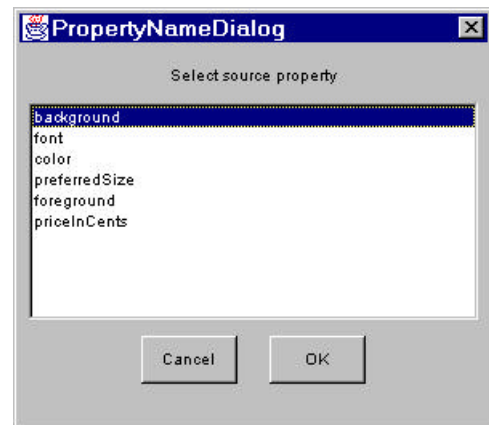 PropertyNameDialog
Select source property
background
font
color
preferredSize
foreground
priceInCents
Cancel OK